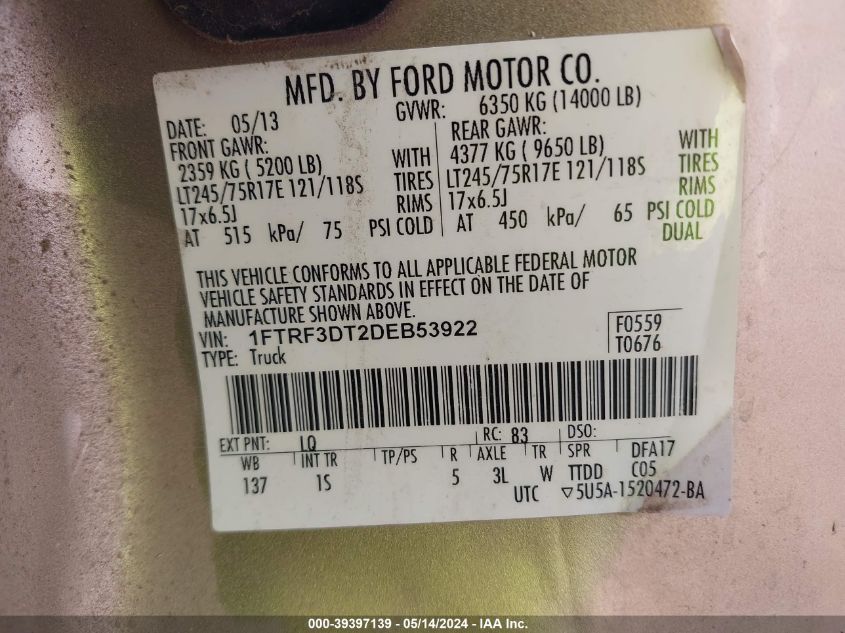 MFD. BY FORD MOTOR CO.
DATE: 05/13 GVWR: 6350 KG (14000 LB)
FRONT GAWR: REAR GAWR:
2359 KG ( 5200 LB) WITH 4377 KG ( 9650 LB) WITH
LT245/75R17E 121/118S TIRES LT245/75R17E 121/118S TIRES
17x6.5J RIMS 17x6.5J RIMS
AT 515 kPa/ 75 PSI COLD AT 450 kPa/ 65 PSI COLD
DUAL
THIS VEHICLE CONFORMS TO ALL APPLICABLE FEDERAL MOTOR
VEHICLE SAFETY STANDARDS IN EFFECT ON THE DATE OF
MANUFACTURE SHOWN ABOVE.
VIN: 1FTRF3DT2DEB53922 F0559
TYPE: Truck T0676
EXT PNT: LQ RC: 83 DSO:
WB INT TR TP/PS R AXLE TR SPR DFA17
137 1S 5 3L W TTDD C05
UTC ▽5U5A-1520472-BA
000-39397139 - 05/14/2024 - IAA Inc.